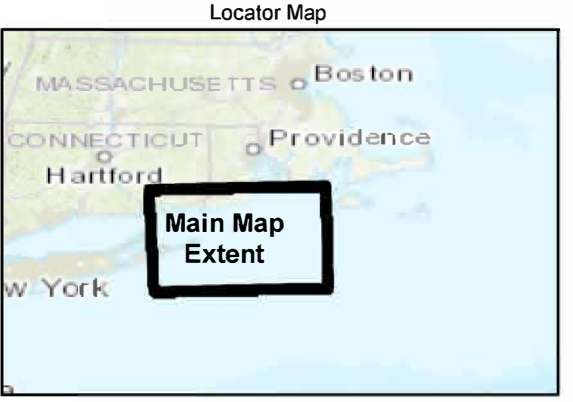 Locator Map
Boston
MASSACHUSETTS
CONNECTICUT
Providence
Hartford
Main Map
Extent
w York